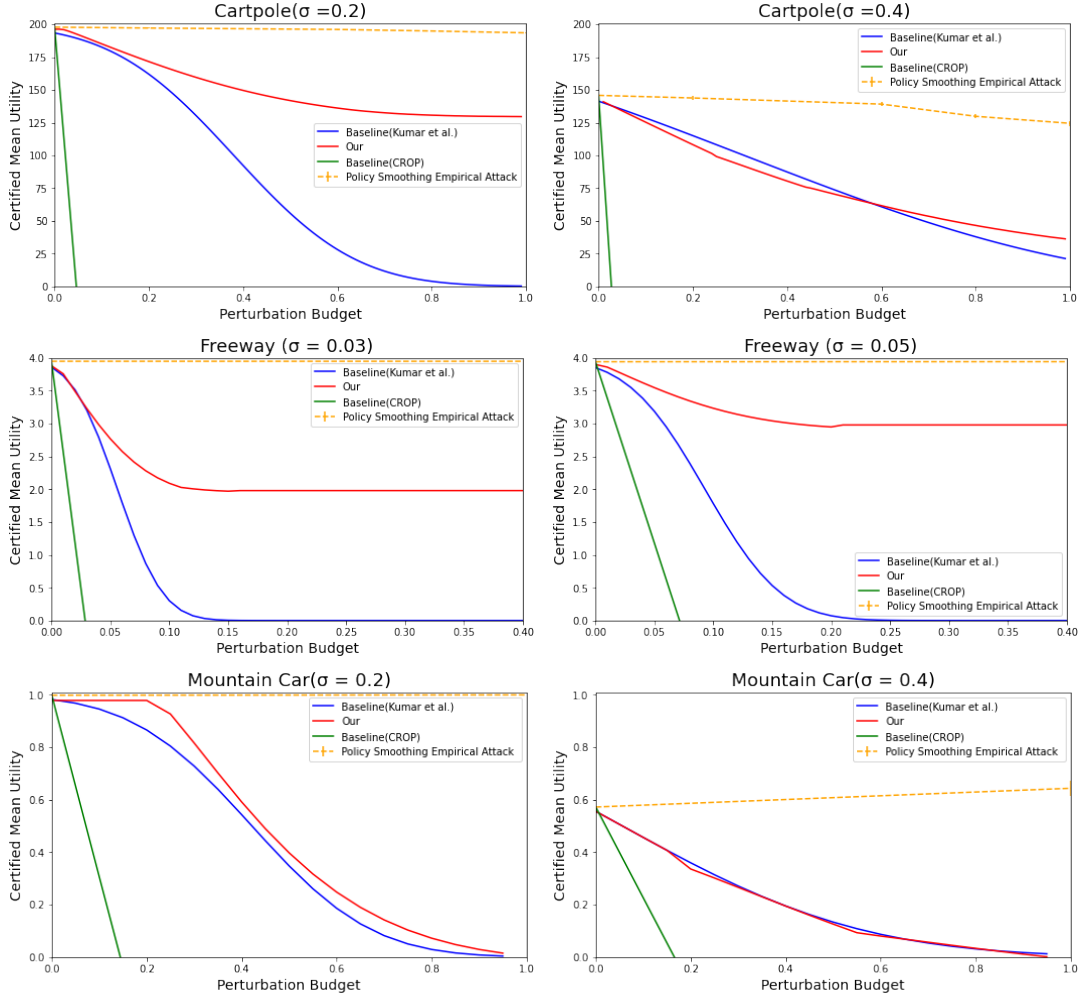 Cartpole(σ =0.2)
Certified Mean Utility
200
175
150
125
100
75
50
25
0
Baseline(Kumar et al.)
Our
Baseline(CROP)
Policy Smoothing Empirical Attack
0.0 0.2 0.4 0.6 0.8 1.0
Perturbation Budget
Cartpole(σ =0.4)
Certified Mean Utility
200
175
150
125
100
75
50
25
0
Baseline(Kumar et al.)
Our
Baseline(CROP)
Policy Smoothing Empirical Attack
0.0 0.2 0.4 0.6 0.8 1.0
Perturbation Budget
Freeway (σ = 0.03)
Certified Mean Utility
4.0
3.5
3.0
2.5
2.0
1.5
1.0
0.5
0.0
Baseline(Kumar et al.)
Our
Baseline(CROP)
Policy Smoothing Empirical Attack
0.00 0.05 0.10 0.15 0.20 0.25 0.30 0.35 0.40
Perturbation Budget
Freeway (σ = 0.05)
Certified Mean Utility
4.0
3.5
3.0
2.5
2.0
1.5
1.0
0.5
0.0
Baseline(Kumar et al.)
Our
Baseline(CROP)
Policy Smoothing Empirical Attack
0.00 0.05 0.10 0.15 0.20 0.25 0.30 0.35 0.40
Perturbation Budget
Mountain Car(σ = 0.2)
Certified Mean Utility
1.0
0.8
0.6
0.4
0.2
0.0
Baseline(Kumar et al.)
Our
Baseline(CROP)
Policy Smoothing Empirical Attack
0.0 0.2 0.4 0.6 0.8 1.0
Perturbation Budget
Mountain Car(σ = 0.4)
Certified Mean Utility
1.0
0.8
0.6
0.4
0.2
0.0
Baseline(Kumar et al.)
Our
Baseline(CROP)
Policy Smoothing Empirical Attack
0.0 0.2 0.4 0.6 0.8 1.0
Perturbation Budget